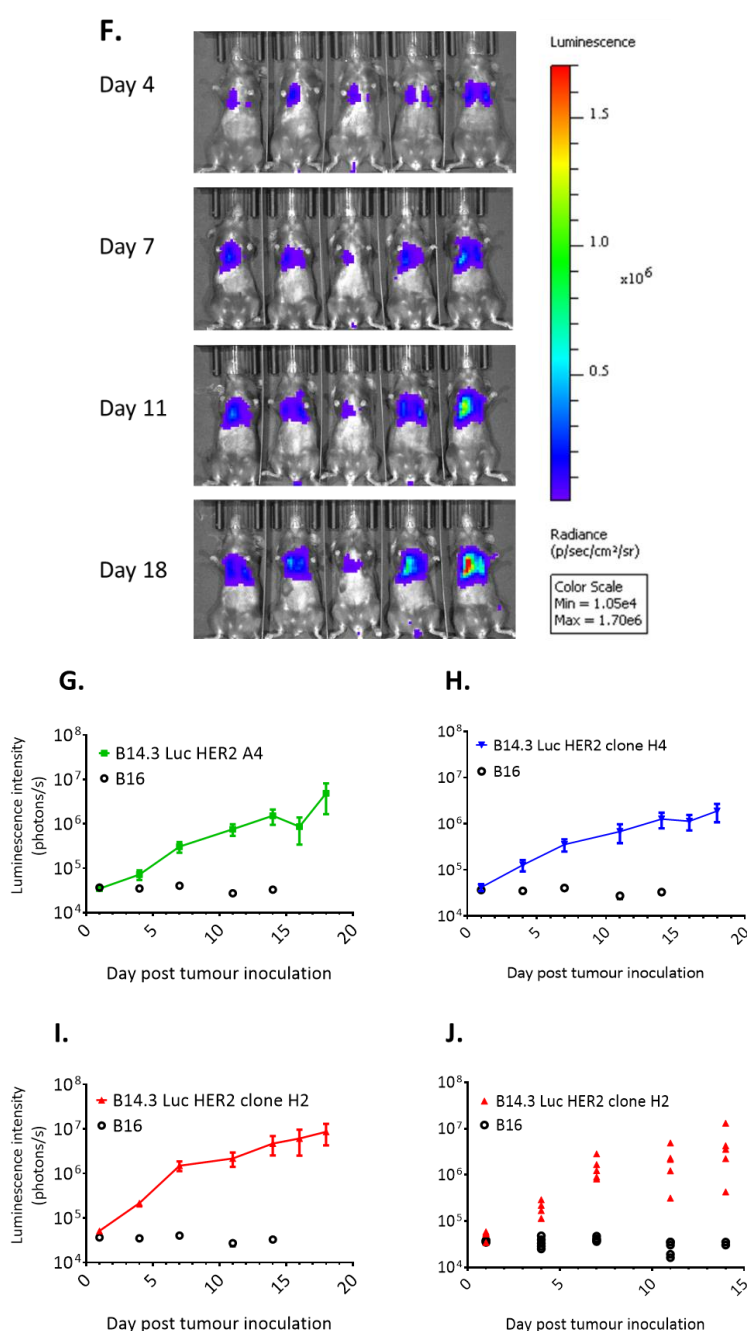 F.
Day 4
Day 7
Day 11
Day 18
Luminescence
1.5
1.0
x10⁶
0.5
Radiance
(p/sec/cm²/sr)
Color Scale
Min = 1.05e4
Max = 1.70e6
G.
Luminescence intensity
(photons/s)
10⁸
10⁷
10⁶
10⁵
10⁴
B14.3 Luc HER2 A4
B16
0
5
10
15
20
Day post tumour inoculation
H.
Luminescence intensity
(photons/s)
10⁸
10⁷
10⁶
10⁵
10⁴
B14.3 Luc HER2 clone H4
B16
0
5
10
15
20
Day post tumour inoculation
I.
Luminescence intensity
(photons/s)
10⁸
10⁷
10⁶
10⁵
10⁴
B14.3 Luc HER2 clone H2
B16
0
5
10
15
20
Day post tumour inoculation
J.
Luminescence intensity
(photons/s)
10⁸
10⁷
10⁶
10⁵
10⁴
B14.3 Luc HER2 clone H2
B16
0
5
10
15
Day post tumour inoculation